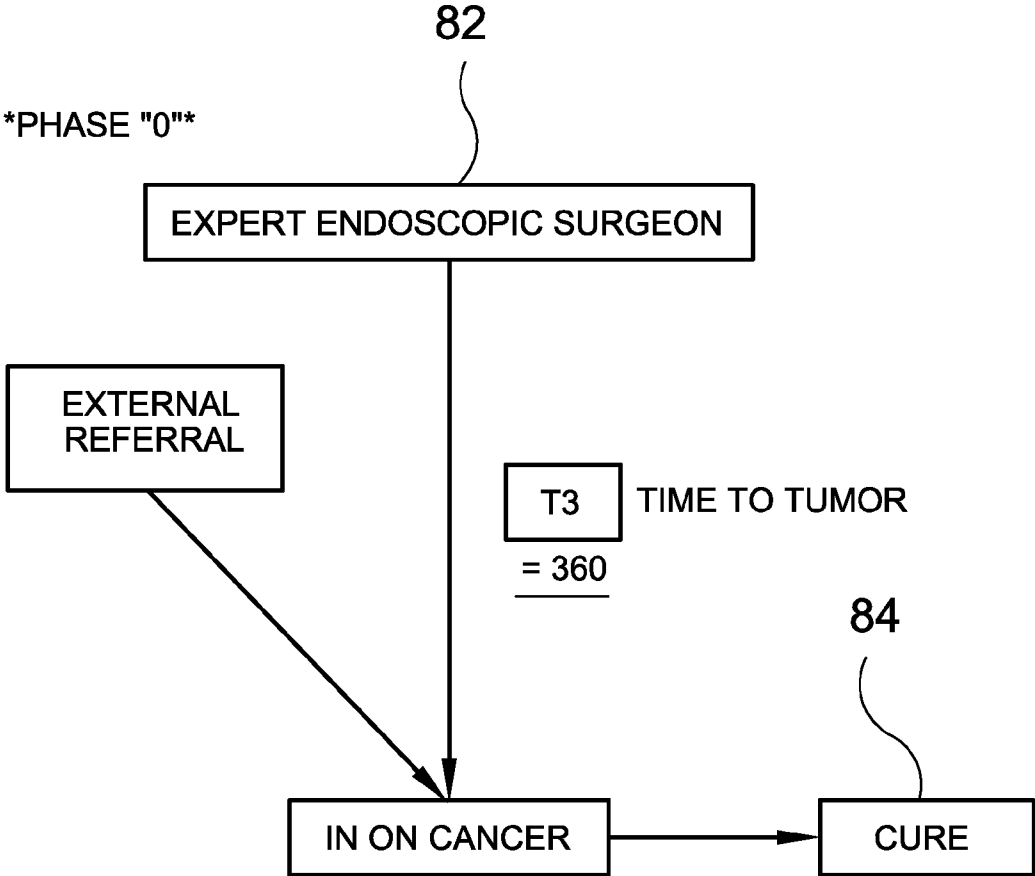 82
*PHASE "0"*
EXPERT ENDOSCOPIC SURGEON
EXTERNAL
REFERRAL
T3 TIME TO TUMOR
= 360
84
IN ON CANCER
CURE